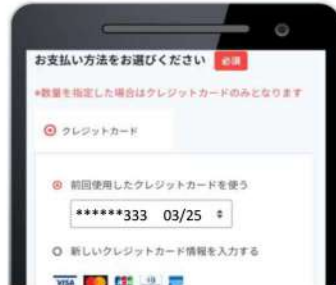 お支払い方法をお選びください 必須
*数量を指定した場合はクレジットカードのみとなります
クレジットカード
前回使用したクレジットカードを使う
******333 03/25
新しいクレジットカード情報を入力する
VISA